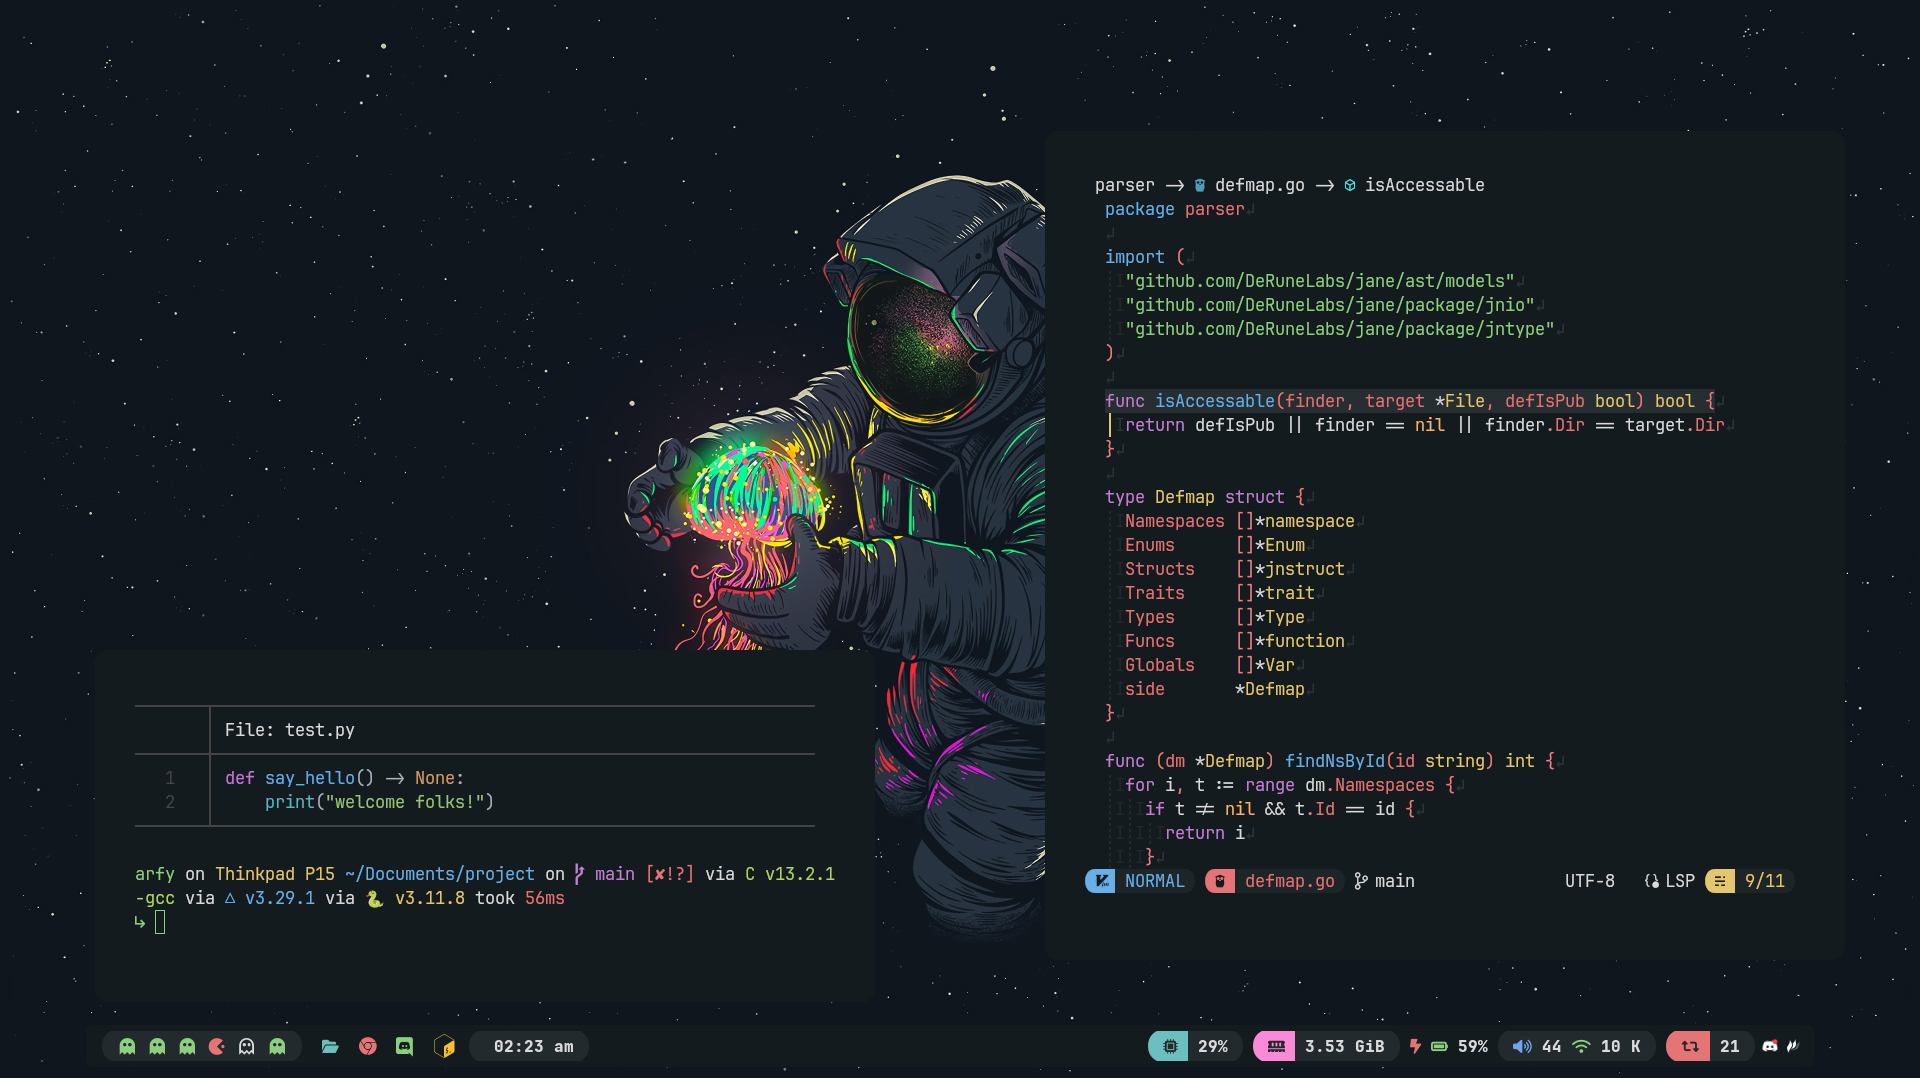 File: test.py
1 def say_hello() -> None:
2 print("welcome folks!")
arfy on Thinkpad P15 ~/Documents/project on main [✘!?] via C v13.2.1
-gcc via △ v3.29.1 via 🐍 v3.11.8 took 56ms
parser -> defmap.go -> isAccessable
package parser
import (
"github.com/DeRuneLabs/jane/ast/models"
"github.com/DeRuneLabs/jane/package/jnio"
"github.com/DeRuneLabs/jane/package/jntype"
)
func isAccessable(finder, target *File, defIsPub bool) bool {
return defIsPub || finder == nil || finder.Dir == target.Dir
}
type Defmap struct {
Namespaces []*namespace
Enums []*Enum
Structs []*jnstruct
Traits []*trait
Types []*Type
Funcs []*function
Globals []*Var
side *Defmap
}
func (dm *Defmap) findNsById(id string) int {
for i, t := range dm.Namespaces {
if t != nil && t.Id == id {
return i
}
NORMAL defmap.go main UTF-8 LSP 9/11
02:23 am 29% 3.53 GiB 59% 44 10 K 21